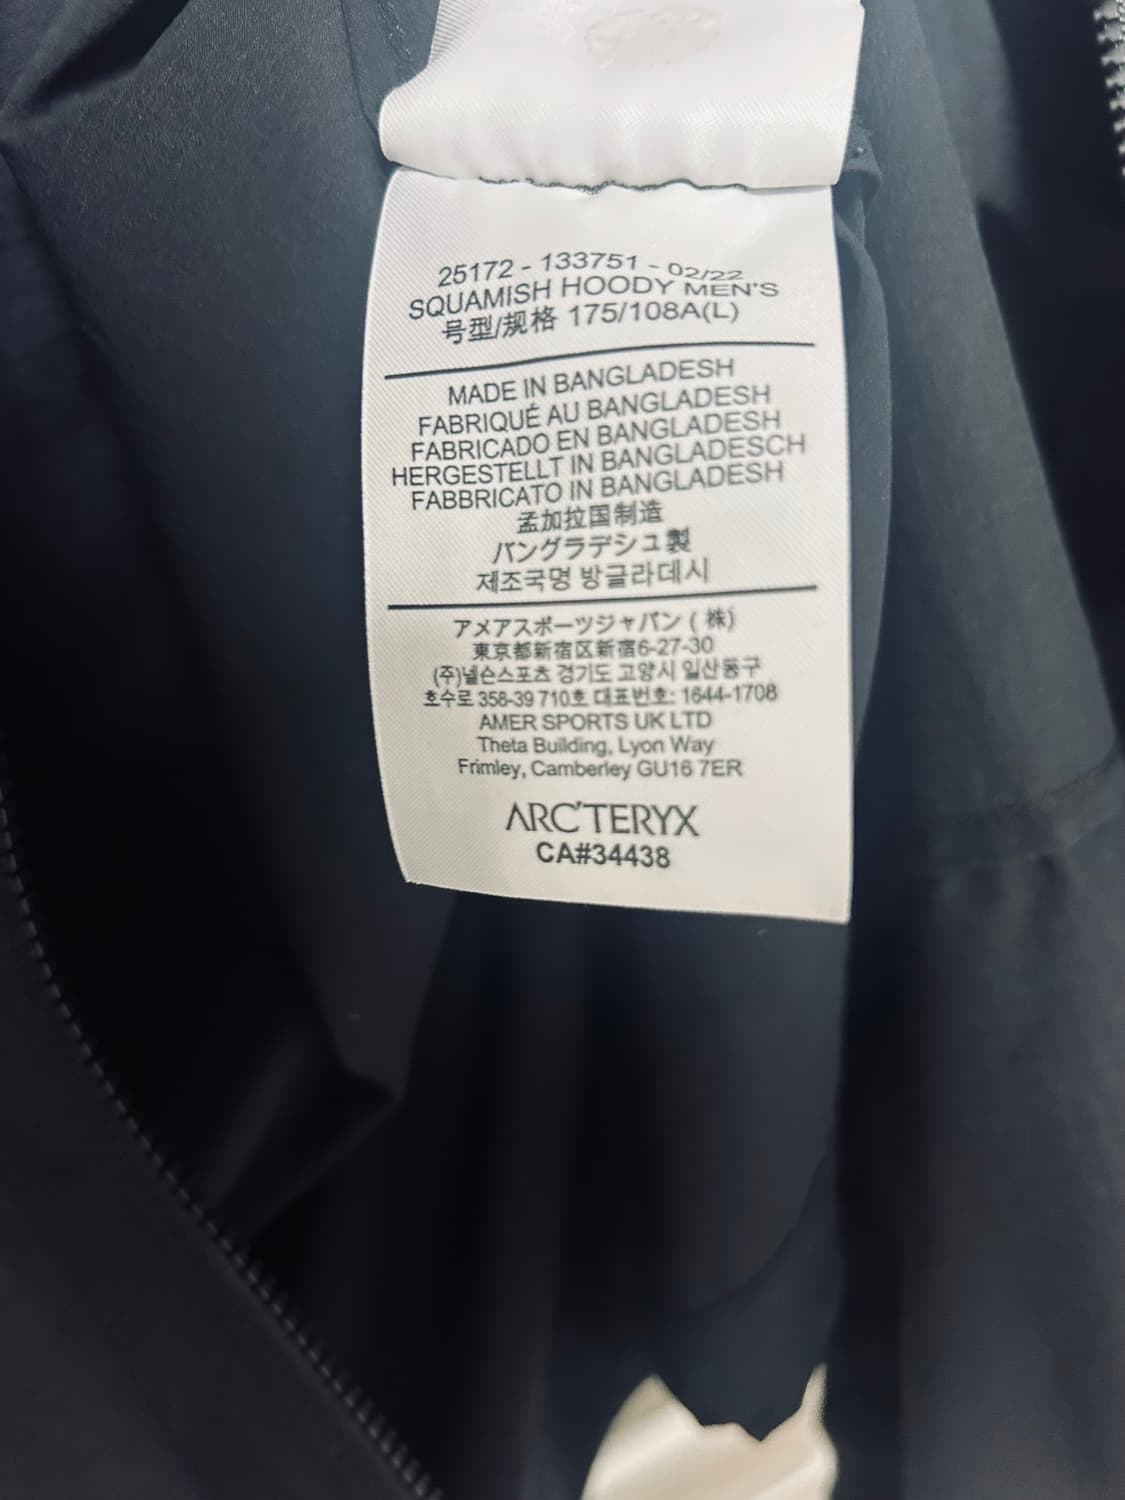 25172 - 133751 - 02/22
SQUAMISH HOODY MEN'S
号型/规格 175/108A(L)
MADE IN BANGLADESH
FABRIQUÉ AU BANGLADESH
FABRICADO EN BANGLADESH
HERGESTELLT IN BANGLADESCH
FABBRICATO IN BANGLADESH
孟加拉国制造
バングラデシュ製
제조국명 방글라데시
アメアスポーツジャパン ( 株)
東京都新宿区新宿6-27-30
(주)넬슨스포츠 경기도 고양시 일산동구
호수로 358-39 710호 대표번호: 1644-1708
AMER SPORTS UK LTD
Theta Building, Lyon Way
Frimley, Camberley GU16 7ER
ARC'TERYX
CA#34438